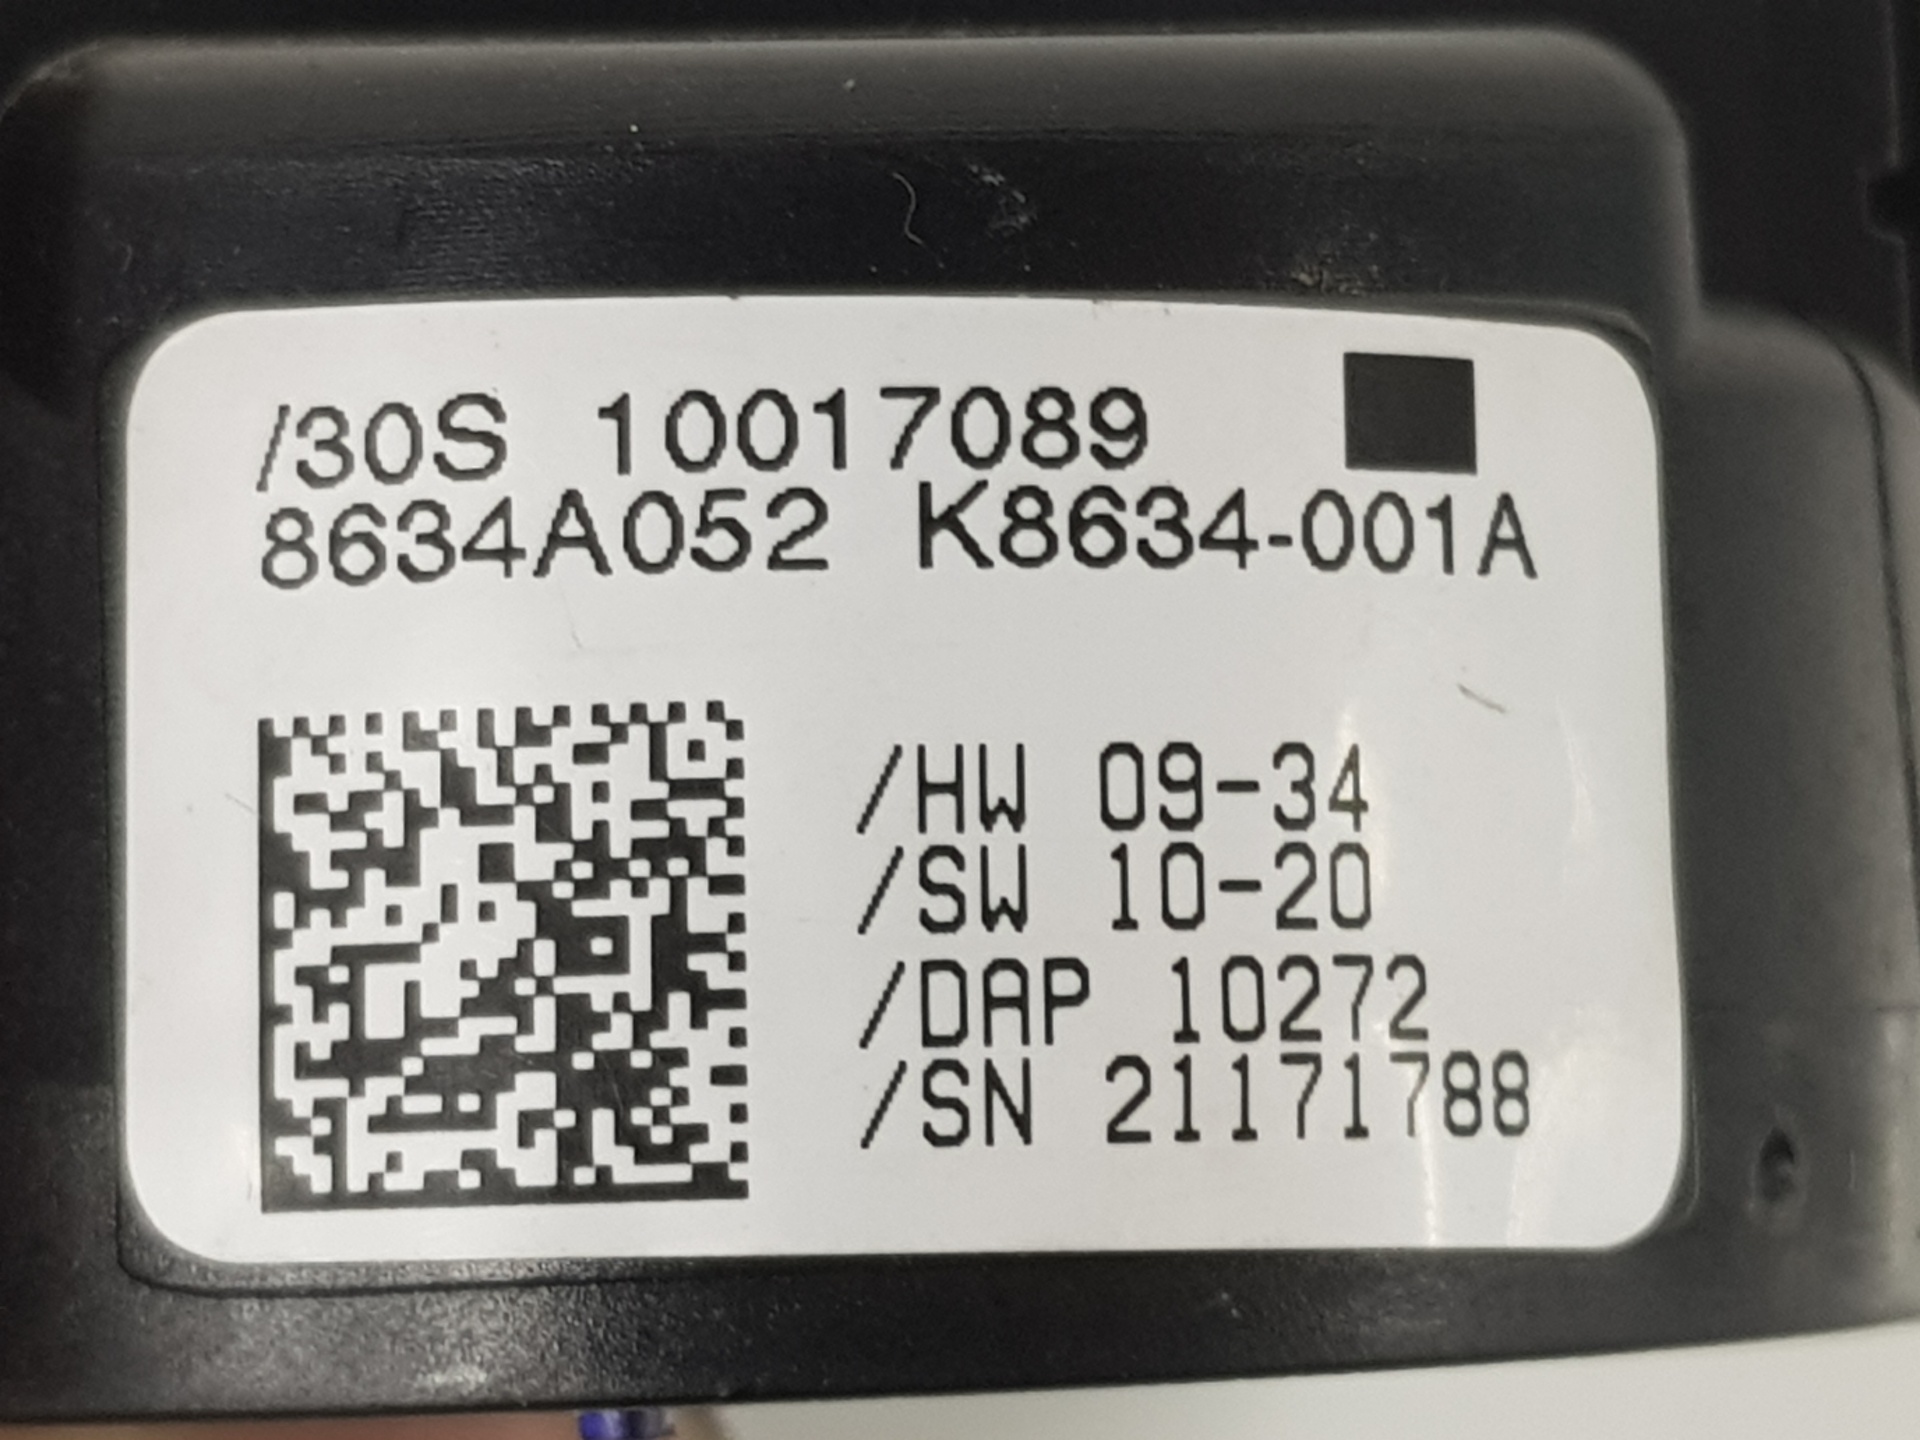 /30S 10017089
8634A052 K8634-001A
/HW 09-34
/SW 10-20
/DAP 10272
/SN 21171788